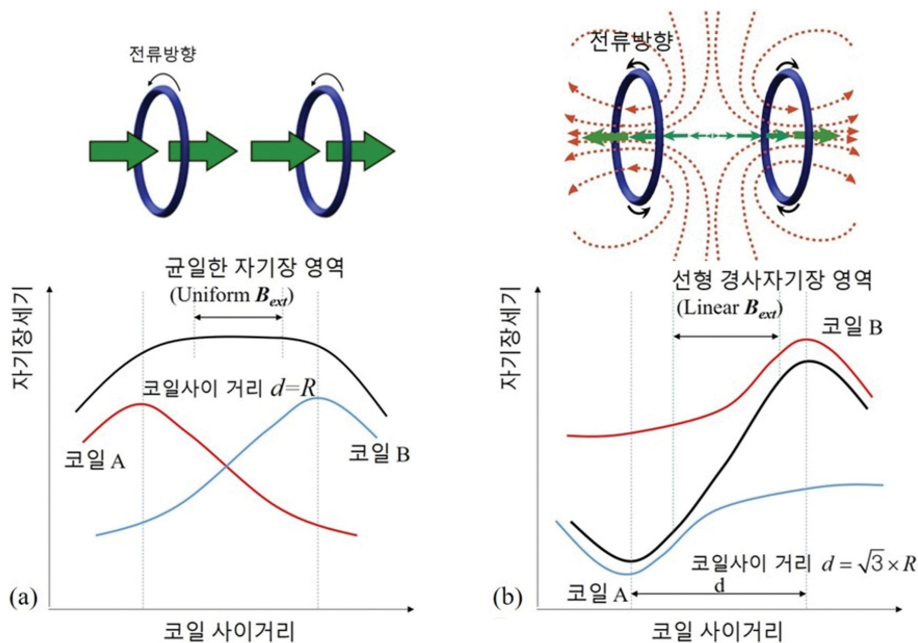 전류방향
균일한 자기장 영역
(Uniform B_ext)
자기장세기
코일사이 거리 d=R
코일 A
코일 B
(a)
코일 사이거리
전류방향
선형 경사자기장 영역
(Linear B_ext)
코일 B
자기장세기
코일사이 거리 d = √3 × R
d
코일 A
(b)
코일 사이거리